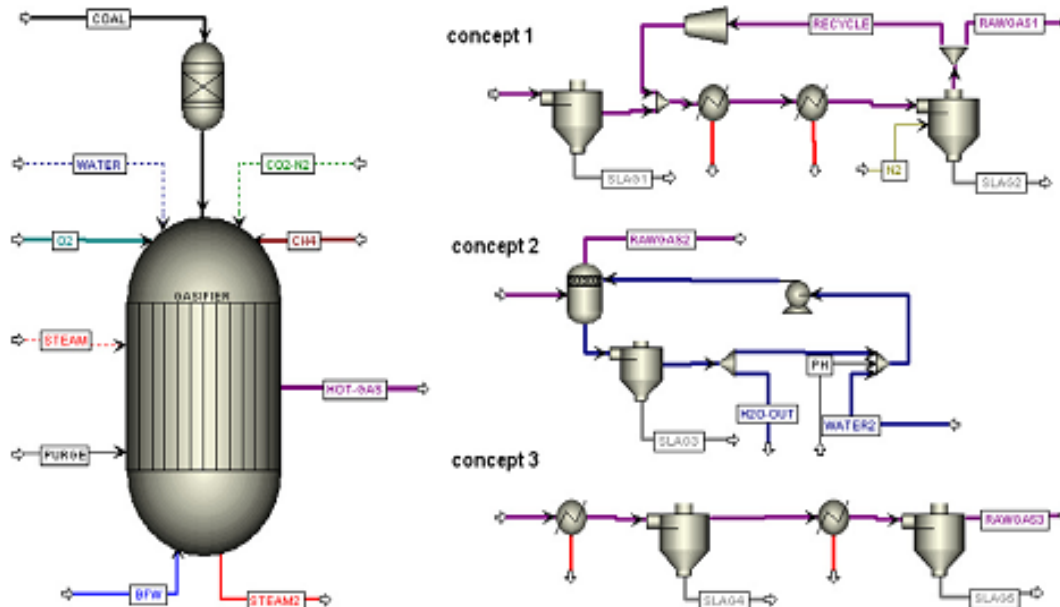 COAL
WATER
CO2-N2
O2
CH4
GASIFIER
STEAM
HOT-GAS
PURGE
BFW
STEAM2
concept 1
RECYCLE
RAWGAS1
SLAG1
N2
SLAG2
concept 2
RAWGAS2
PH
H2O-OUT
WATER2
SLAG3
concept 3
RAWGAS3
SLAG4
SLAG5